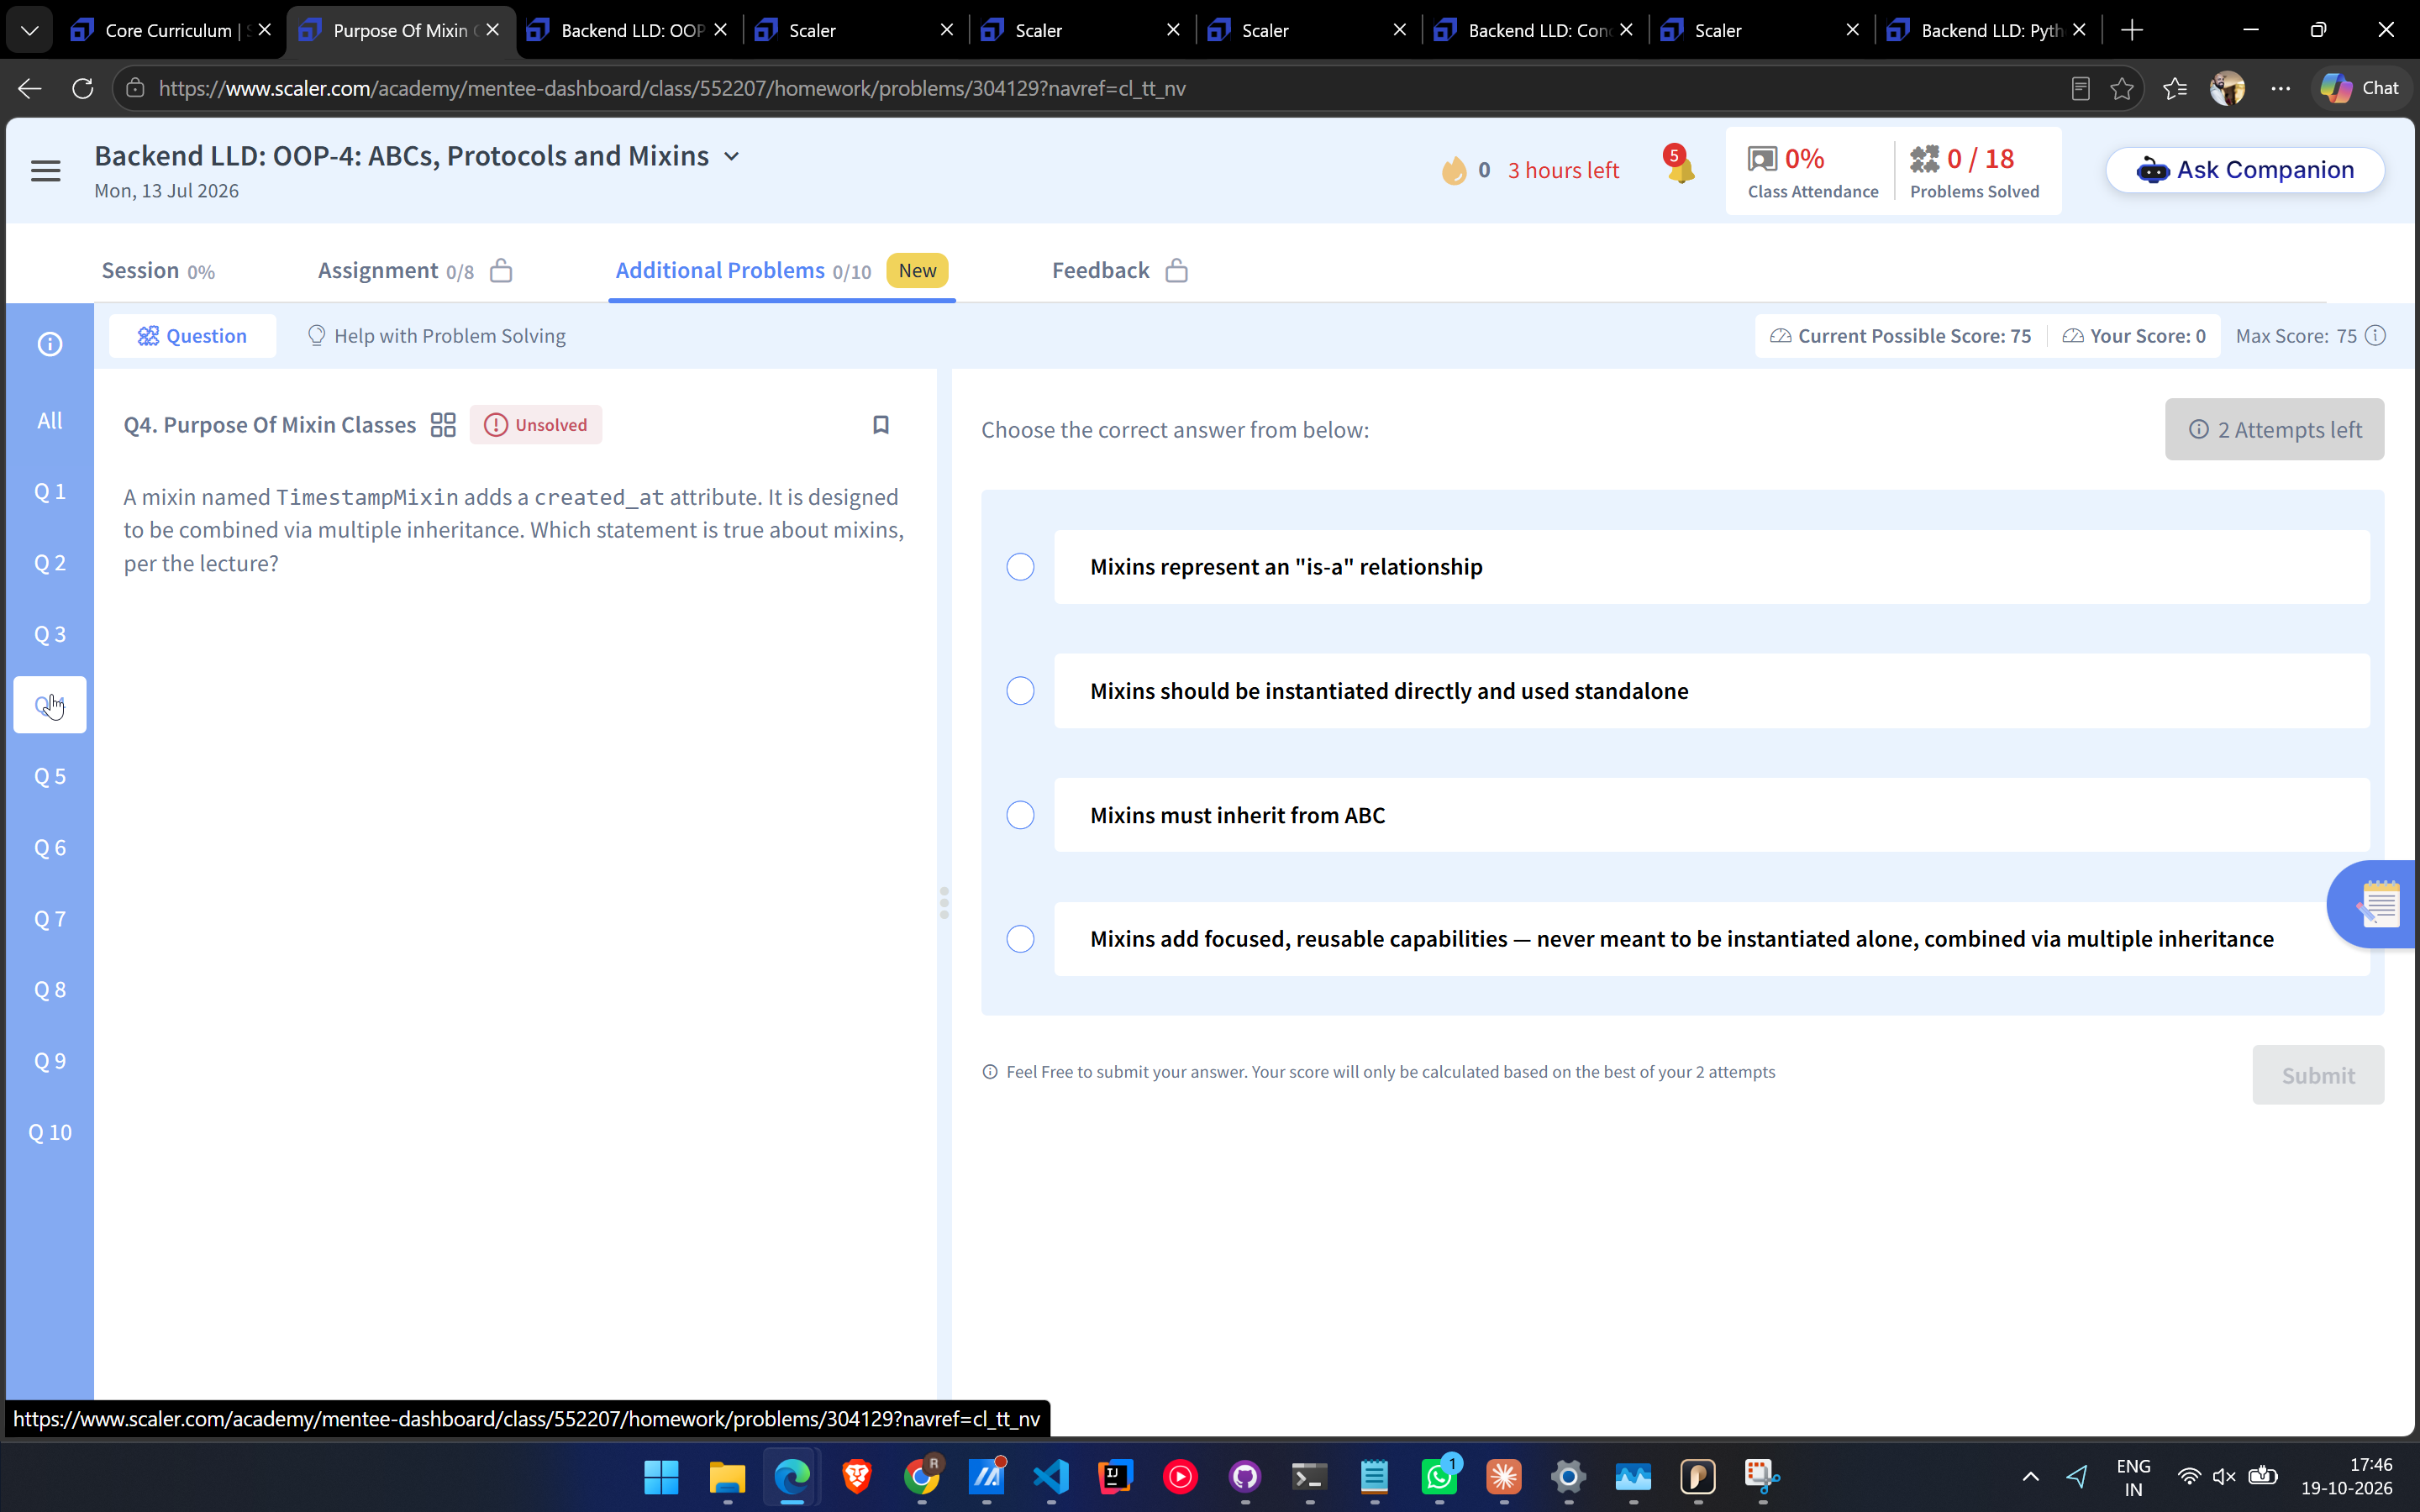 Core Curriculum |
Purpose Of Mixin
Backend LLD: OOP
Scaler
Scaler
Scaler
Backend LLD: Con
Scaler
Backend LLD: Pyth
https://www.scaler.com/academy/mentee-dashboard/class/552207/homework/problems/304129?navref=cl_tt_nv
Chat
Backend LLD: OOP-4: ABCs, Protocols and Mixins
Mon, 13 Jul 2026
0
3 hours left
5
0%
Class Attendance
0 / 18
Problems Solved
Ask Companion
Session 0%
Assignment 0/8
Additional Problems 0/10 New
Feedback
Question
Help with Problem Solving
Current Possible Score: 75
Your Score: 0
Max Score: 75
All
Q 1
Q 2
Q 3
Q 5
Q 6
Q 7
Q 8
Q 9
Q 10
Q4. Purpose Of Mixin Classes
Unsolved
A mixin named TimestampMixin adds a created_at attribute. It is designed
to be combined via multiple inheritance. Which statement is true about mixins,
per the lecture?
Choose the correct answer from below:
2 Attempts left
Mixins represent an "is-a" relationship
Mixins should be instantiated directly and used standalone
Mixins must inherit from ABC
Mixins add focused, reusable capabilities — never meant to be instantiated alone, combined via multiple inheritance
Feel Free to submit your answer. Your score will only be calculated based on the best of your 2 attempts
Submit
https://www.scaler.com/academy/mentee-dashboard/class/552207/homework/problems/304129?navref=cl_tt_nv
R
IJ
1
ENG
IN
17:46
19-10-2026